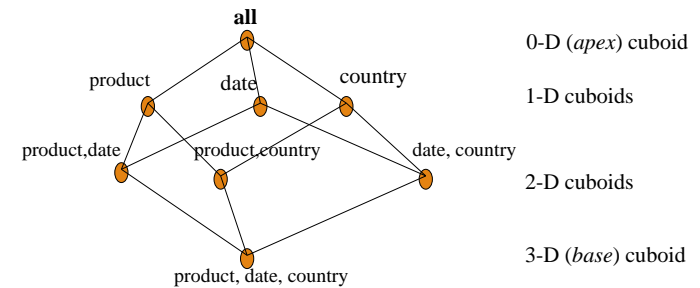 all
0-D (apex) cuboid
product
date
country
1-D cuboids
product,date
product,country
date, country
2-D cuboids
3-D (base) cuboid
product, date, country